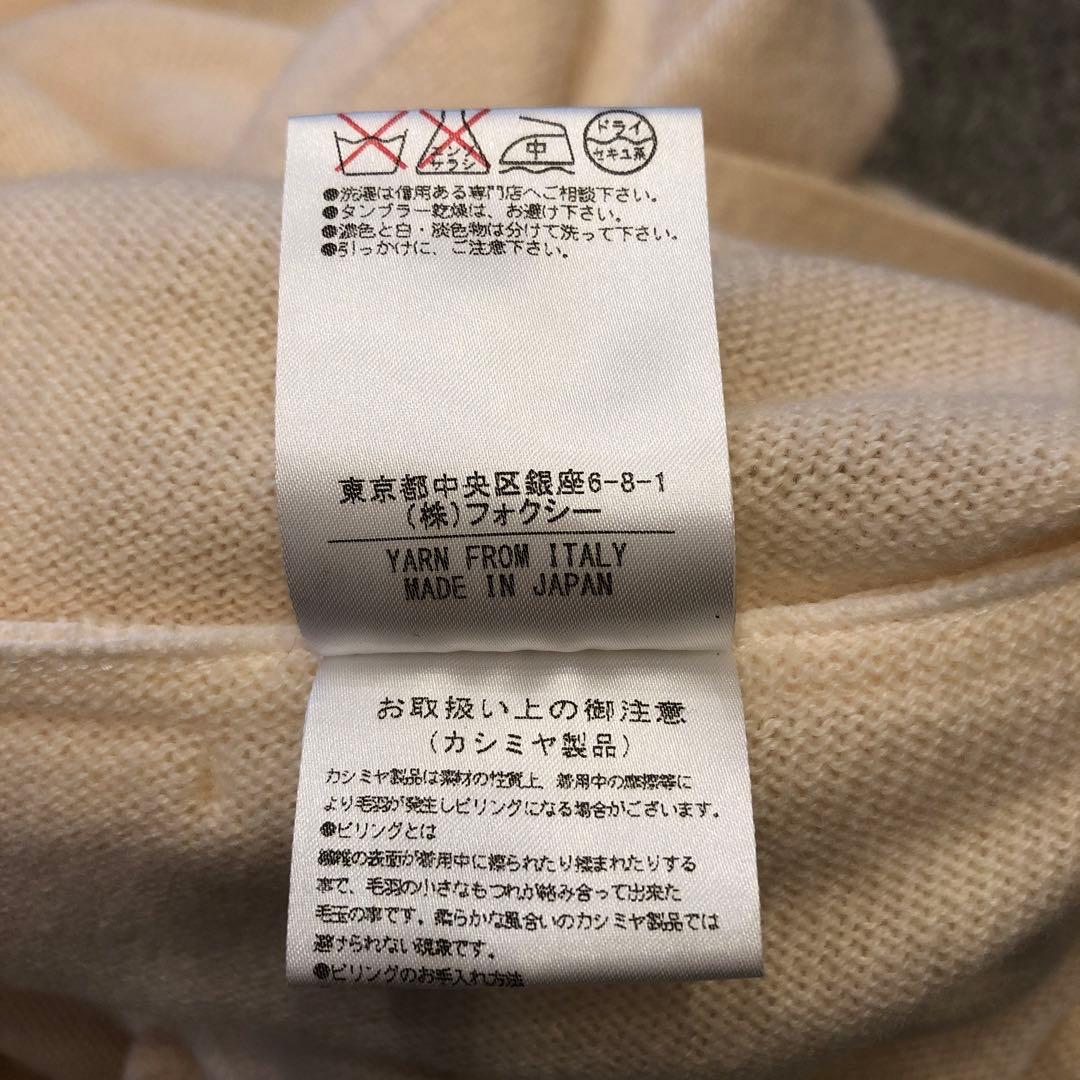 エンソ サラシ 中 ドライ セキユ系
●洗濯は信用ある専門店へご相談下さい。
●タンブラー乾燥は、お避け下さい。
●濃色と白・淡色物は分けて洗って下さい。
●引っかけに、ご注意下さい。
東京都中央区銀座6-8-1
(株)フォクシー
YARN FROM ITALY
MADE IN JAPAN
お取扱い上の御注意
(カシミヤ製品)
カシミヤ製品は素材の性質上、着用中の摩擦等に
より毛羽が発生しピリングになる場合がございます。
●ピリングとは
繊維の表面が着用中に擦られたり揉まれたりする
事で、毛羽の小さなもつれが絡み合って出来た
毛玉の事です。柔らかな風合いのカシミヤ製品では
避けられない現象です。
●ピリングのお手入れ方法